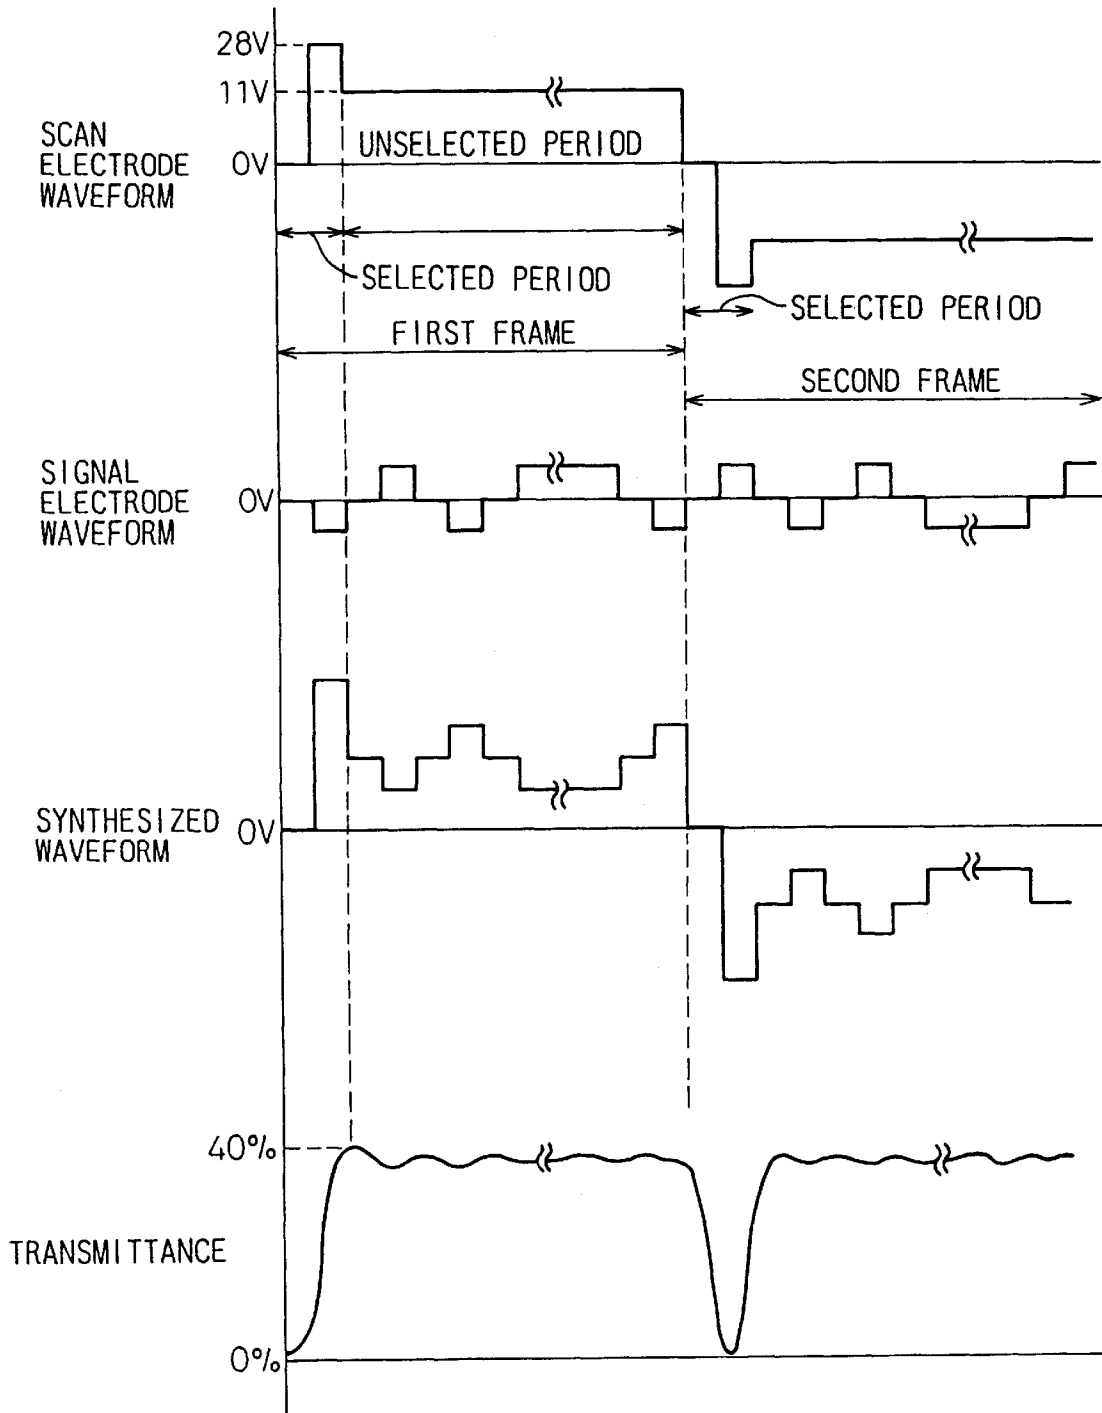 28V
11V
SCAN
ELECTRODE
WAVEFORM
0V
UNSELECTED PERIOD
SELECTED PERIOD
SELECTED PERIOD
FIRST FRAME
SECOND FRAME
SIGNAL
ELECTRODE
WAVEFORM
0V
SYNTHESIZED
WAVEFORM
0V
40%
TRANSMITTANCE
0%